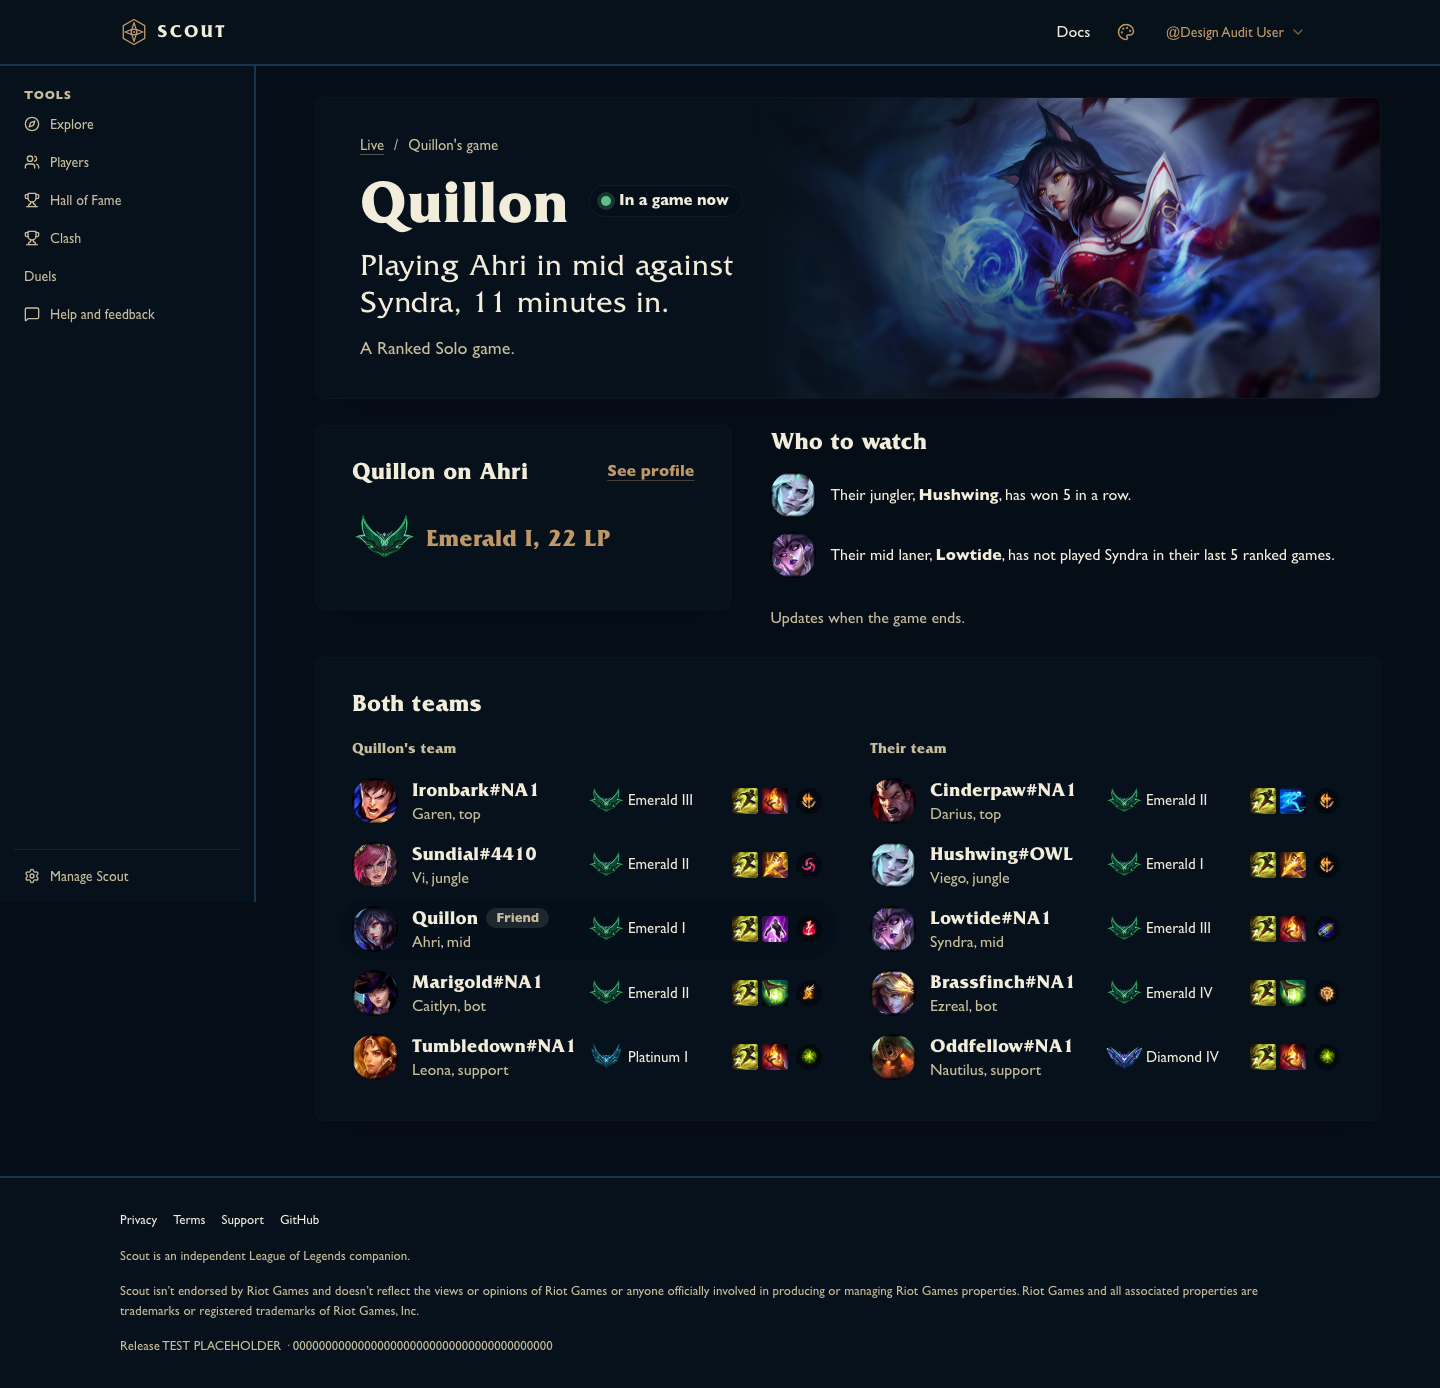 SCOUT
Docs
@Design Audit User
TOOLS
Explore
Players
Hall of Fame
Clash
Duels
Help and feedback
Manage Scout
Live / Quillon's game
Quillon
In a game now
Playing Ahri in mid against
Syndra, 11 minutes in.
A Ranked Solo game.
Quillon on Ahri
See profile
Emerald I, 22 LP
Who to watch
Their jungler, Hushwing, has won 5 in a row.
Their mid laner, Lowtide, has not played Syndra in their last 5 ranked games.
Updates when the game ends.
Both teams
Quillon's team
Ironbark#NA1
Garen, top
Emerald III
Sundial#4410
Vi, jungle
Emerald II
Quillon
Friend
Ahri, mid
Emerald I
Marigold#NA1
Caitlyn, bot
Emerald II
Tumbledown#NA1
Leona, support
Platinum I
Their team
Cinderpaw#NA1
Darius, top
Emerald II
Hushwing#OWL
Viego, jungle
Emerald I
Lowtide#NA1
Syndra, mid
Emerald III
Brassfinch#NA1
Ezreal, bot
Emerald IV
Oddfellow#NA1
Nautilus, support
Diamond IV
Privacy
Terms
Support
GitHub
Scout is an independent League of Legends companion.
Scout isn't endorsed by Riot Games and doesn't reflect the views or opinions of Riot Games or anyone officially involved in producing or managing Riot Games properties. Riot Games and all associated properties are
trademarks or registered trademarks of Riot Games, Inc.
Release TEST PLACEHOLDER · 0000000000000000000000000000000000000000